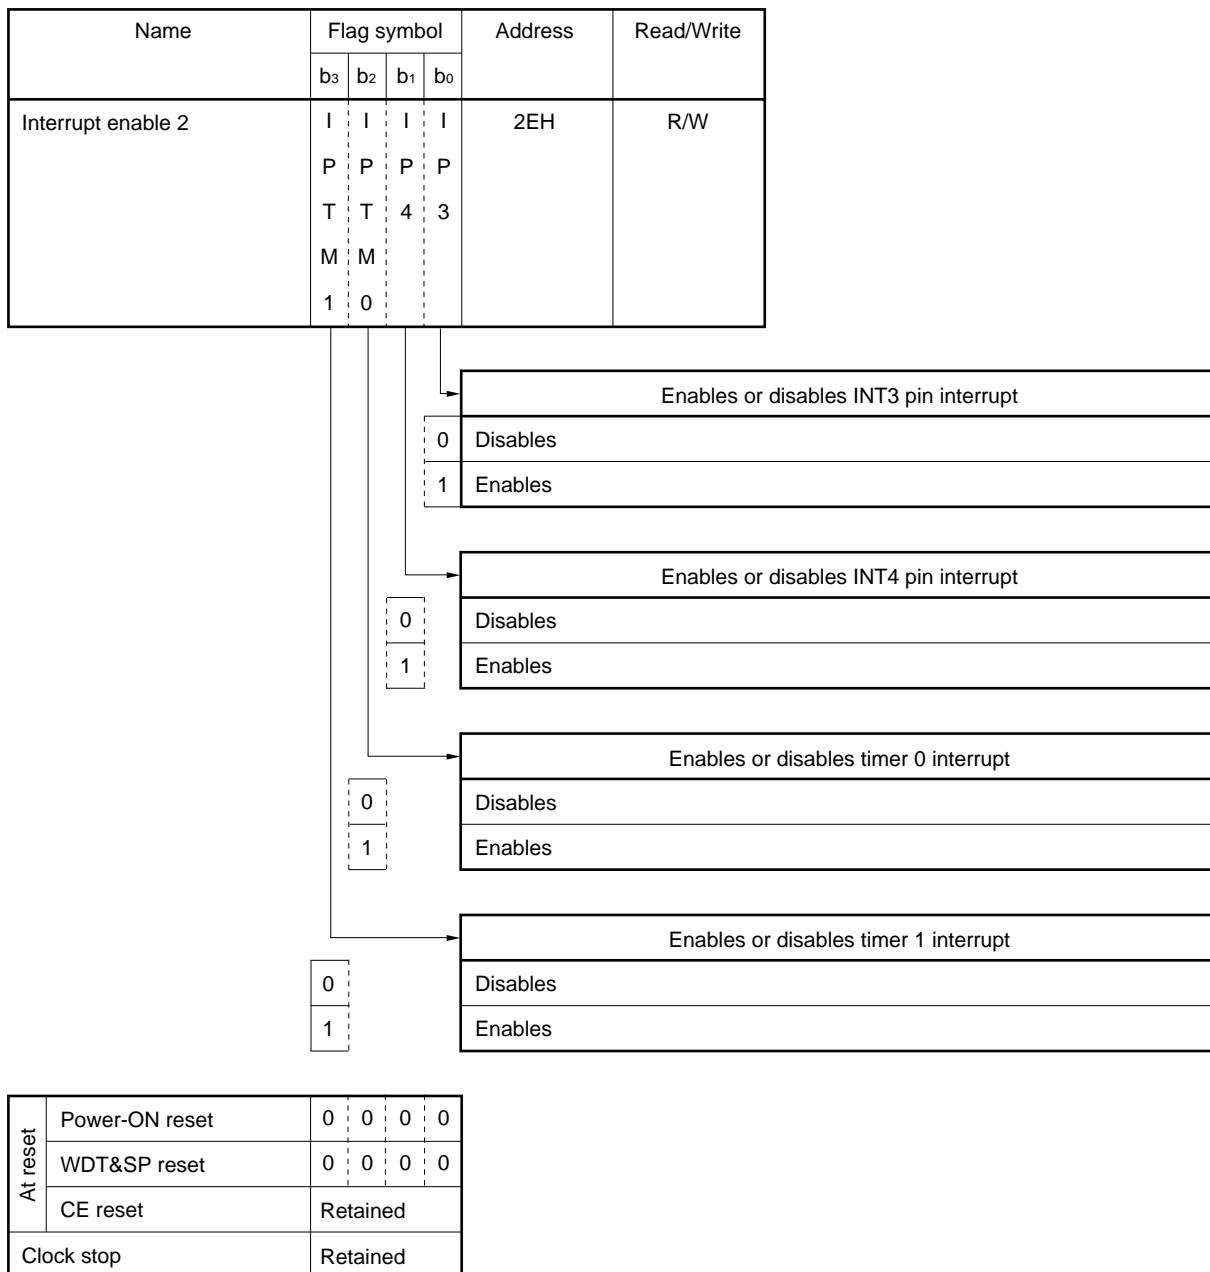 Name Flag symbol Address Read/Write
b3 b2 b1 b0
Interrupt enable 2 I I I I 2EH R/W
P P P P
T T 4 3
M M
1 0
Enables or disables INT3 pin interrupt
0 Disables
1 Enables
Enables or disables INT4 pin interrupt
0 Disables
1 Enables
Enables or disables timer 0 interrupt
0 Disables
1 Enables
Enables or disables timer 1 interrupt
0 Disables
1 Enables
At reset
Power-ON reset 0 0 0 0
WDT&SP reset 0 0 0 0
CE reset Retained
Clock stop Retained